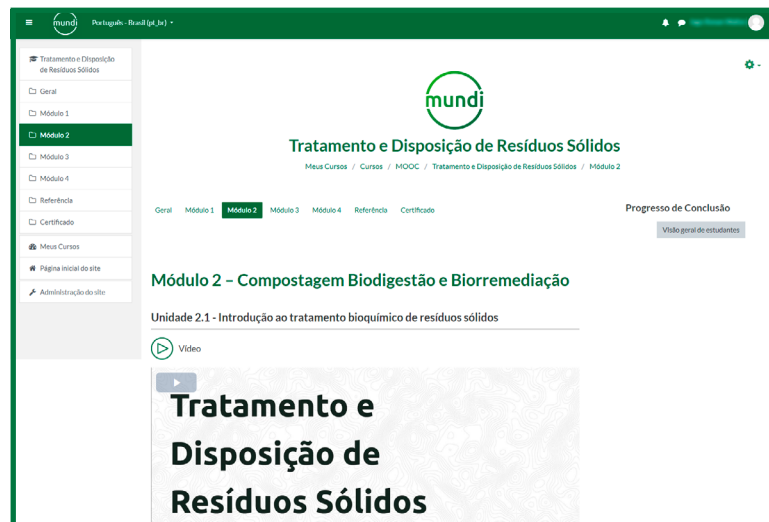 mundi
Português - Brasil (pt_br)
Tratamento e Disposição
de Resíduos Sólidos
Geral
Módulo 1
Módulo 2
Módulo 3
Módulo 4
Referência
Certificado
Meus Cursos
Página inicial do site
Administração do site
mundi
Tratamento e Disposição de Resíduos Sólidos
Meus Cursos / Cursos / MOOC / Tratamento e Disposição de Resíduos Sólidos / Módulo 2
Geral Módulo 1 Módulo 2 Módulo 3 Módulo 4 Referência Certificado
Progresso de Conclusão
Visão geral de estudantes
Módulo 2 – Compostagem Biodigestão e Biorremediação
Unidade 2.1 - Introdução ao tratamento bioquímico de resíduos sólidos
Vídeo
Tratamento e
Disposição de
Resíduos Sólidos